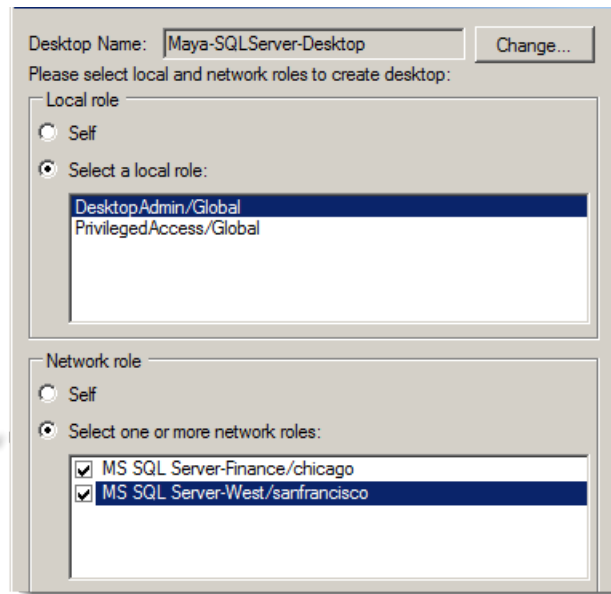 Desktop Name: Maya-SQLServer-Desktop Change...
Please select local and network roles to create desktop:
Local role
Self
Select a local role:
DesktopAdmin/Global
PrivilegedAccess/Global
Network role
Self
Select one or more network roles:
MS SQL Server-Finance/chicago
MS SQL Server-West/sanfrancisco